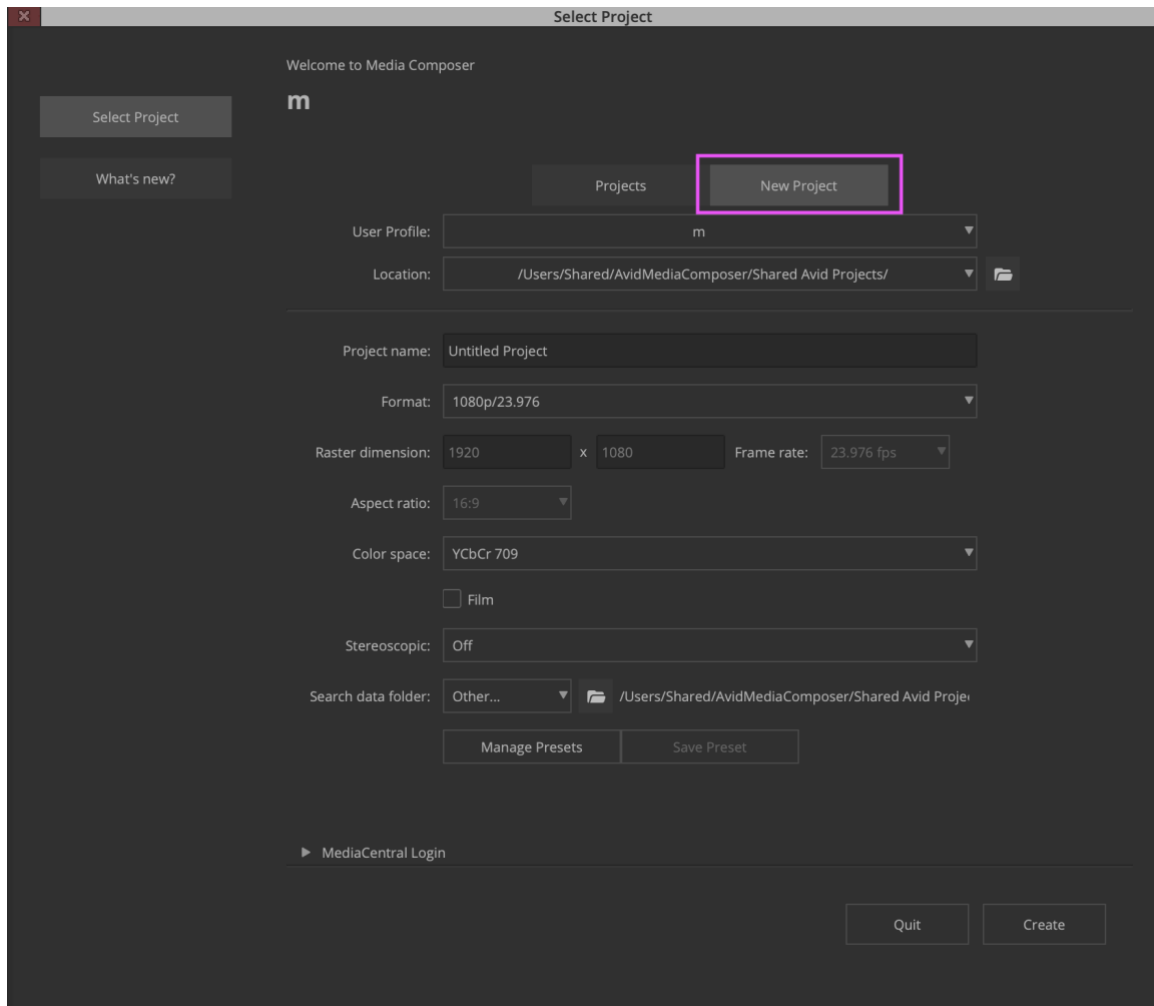 Select Project
Welcome to Media Composer
m
Select Project
What's new?
Projects New Project
User Profile: m
Location: /Users/Shared/AvidMediaComposer/Shared Avid Projects/
Project name: Untitled Project
Format: 1080p/23.976
Raster dimension: 1920 x 1080 Frame rate: 23.976 fps
Aspect ratio: 16:9
Color space: YCbCr 709
Film
Stereoscopic: Off
Search data folder: Other... /Users/Shared/AvidMediaComposer/Shared Avid Proje
Manage Presets Save Preset
MediaCentral Login
Quit Create